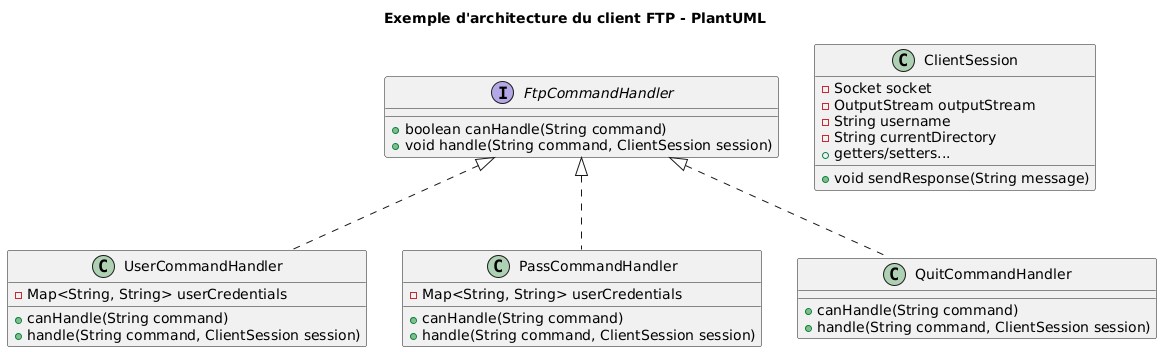 Exemple d'architecture du client FTP - PlantUML
I FtpCommandHandler
boolean canHandle(String command)
void handle(String command, ClientSession session)
C ClientSession
Socket socket
OutputStream outputStream
String username
String currentDirectory
getters/setters...
void sendResponse(String message)
C UserCommandHandler
Map<String, String> userCredentials
canHandle(String command)
handle(String command, ClientSession session)
C PassCommandHandler
Map<String, String> userCredentials
canHandle(String command)
handle(String command, ClientSession session)
C QuitCommandHandler
canHandle(String command)
handle(String command, ClientSession session)